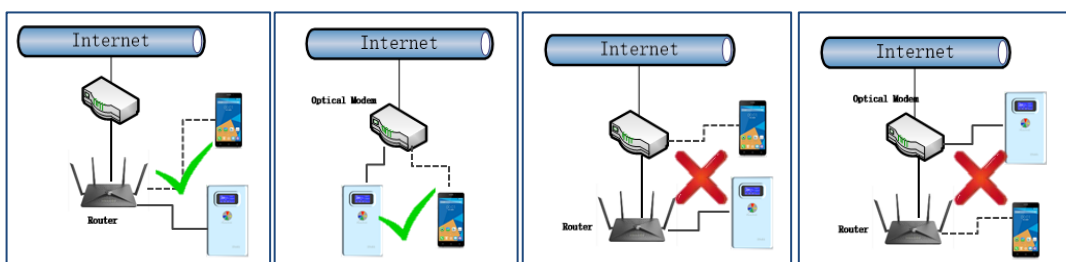 Internet
Router
Internet
Optical Modem
Internet
Router
Internet
Optical Modem
Router